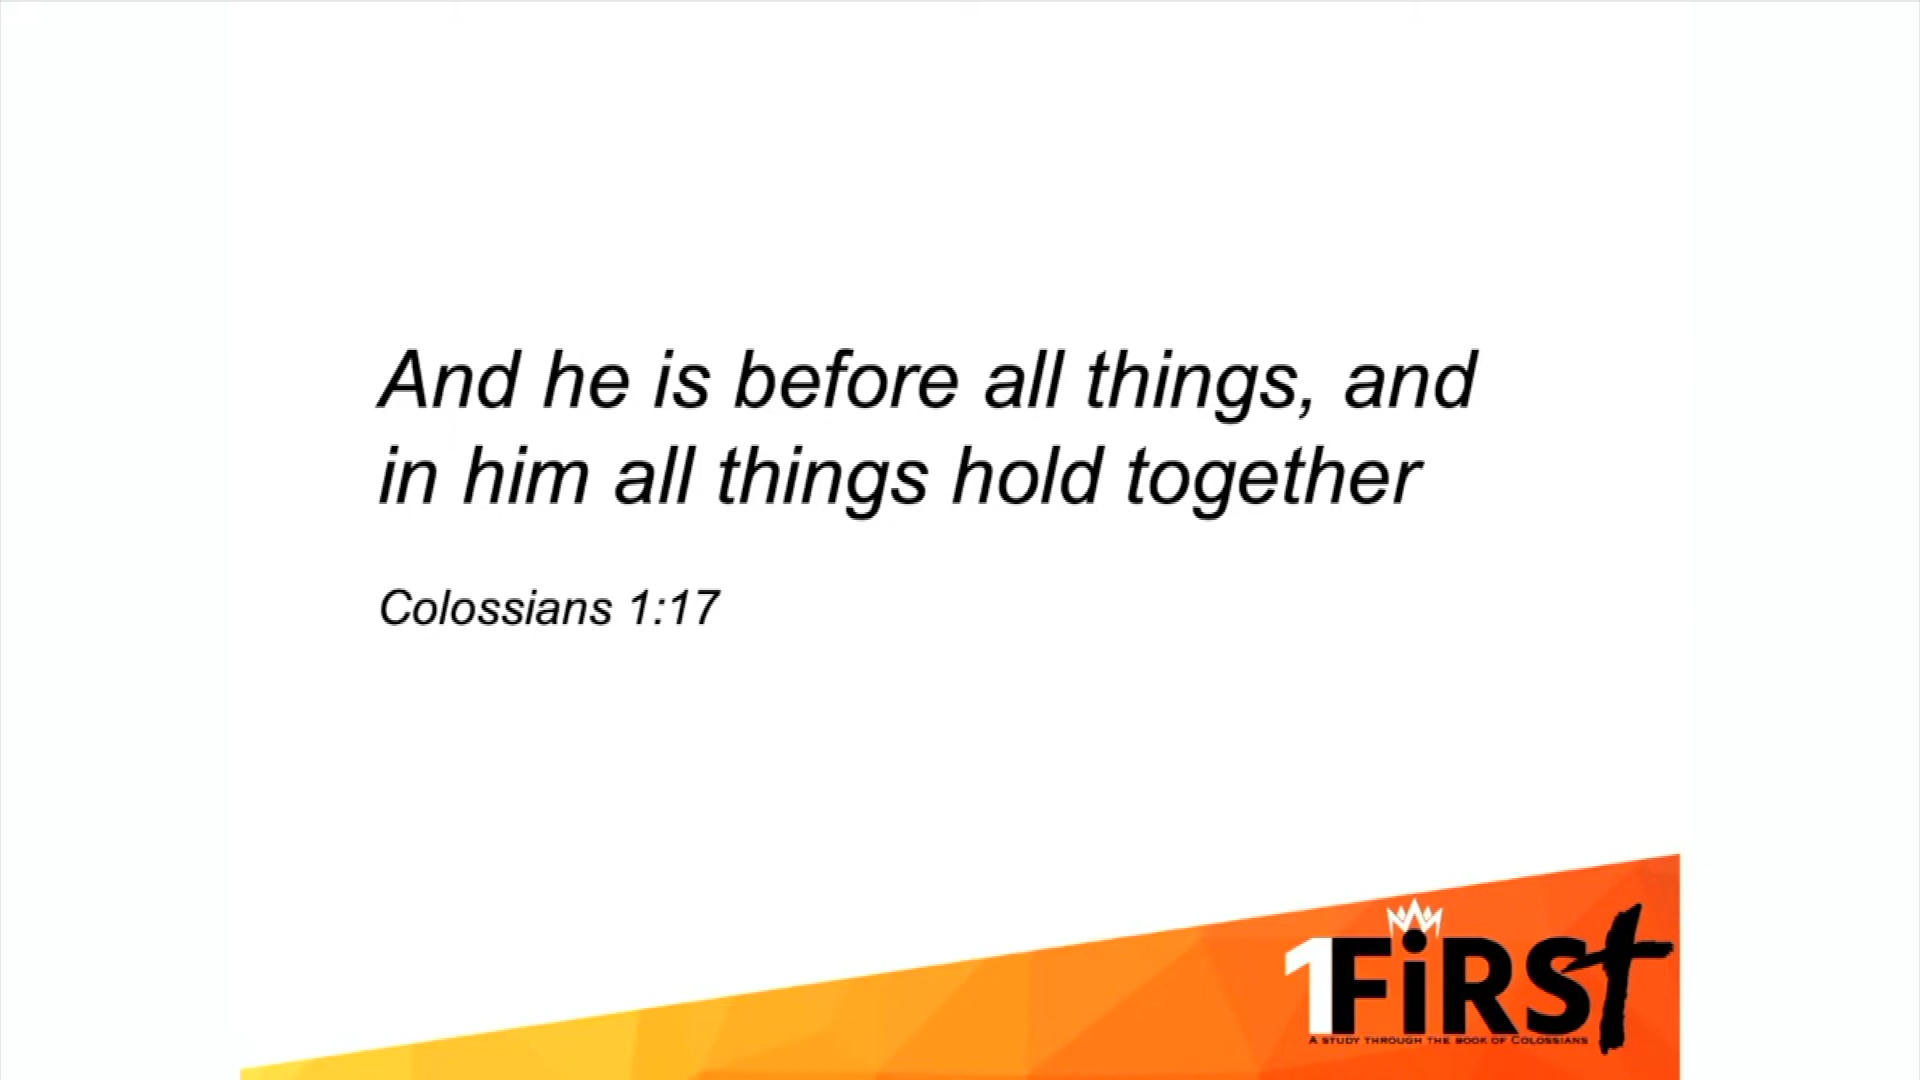 And he is before all things, and
in him all things hold together
Colossians 1:17
1FiRSt
A STUDY THROUGH THE BOOK OF COLOSSIANS